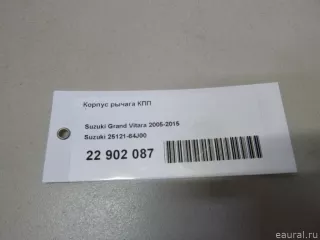 Корпус рычага КПП
Suzuki Grand Vitara 2005-2015
Suzuki 25121-64J00
22 902 087
eaural.ru